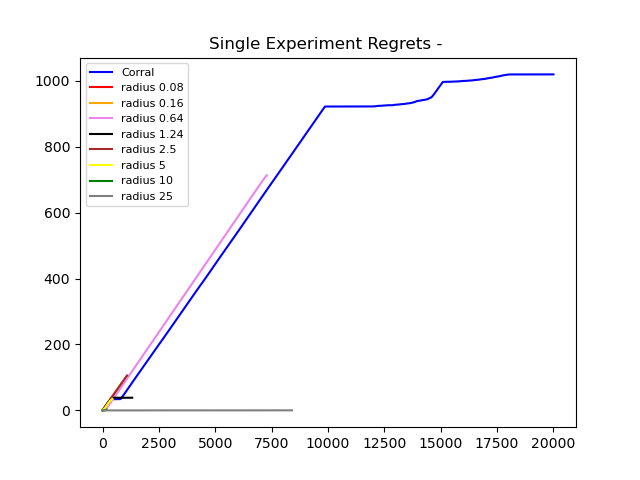 Single Experiment Regrets -
Corral
radius 0.08
radius 0.16
radius 0.64
radius 1.24
radius 2.5
radius 5
radius 10
radius 25
1000
800
600
400
200
0
0 2500 5000 7500 10000 12500 15000 17500 20000